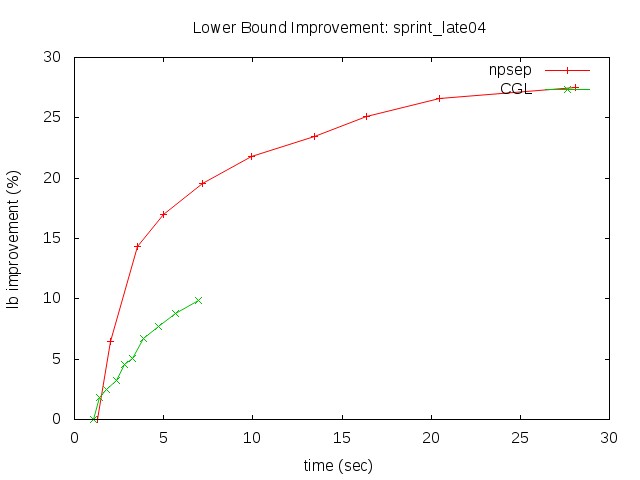 Lower Bound Improvement: sprint_late04
30
25
20
15
10
5
0
lb improvement (%)
npsep
CGL
0 5 10 15 20 25 30
time (sec)